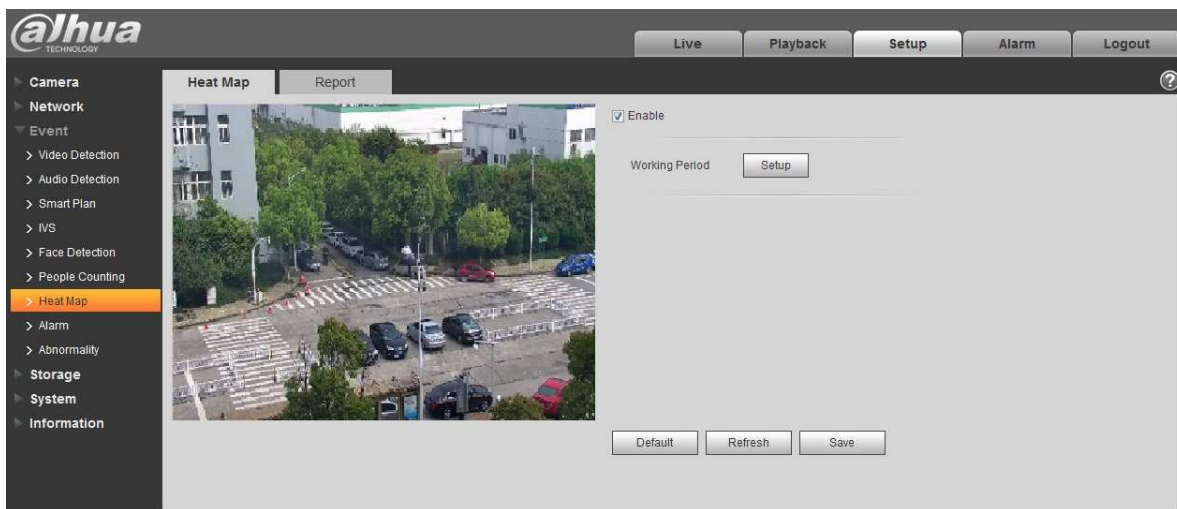 alhua
TECHNOLOGY
Live
Playback
Setup
Alarm
Logout
Camera
Network
Event
Video Detection
Audio Detection
Smart Plan
IVS
Face Detection
People Counting
Heat Map
Alarm
Abnormality
Storage
System
Information
Heat Map
Report
?
Enable
Working Period
Setup
Default
Refresh
Save